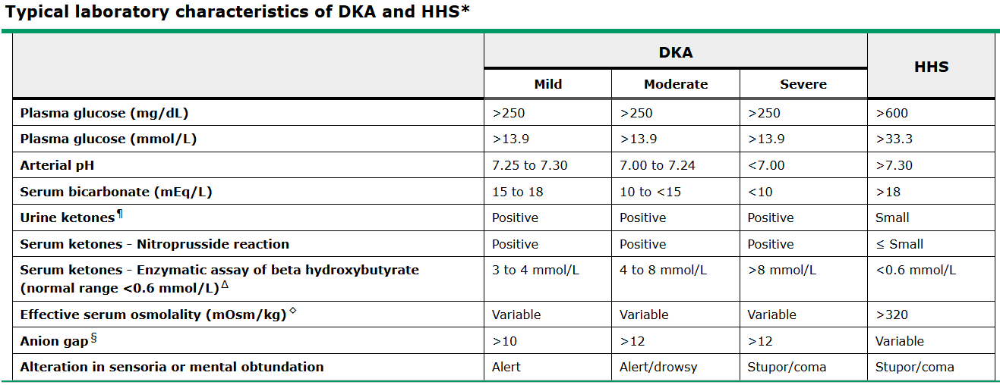 Typical laboratory characteristics of DKA and HHS*
DKA HHS
Mild Moderate Severe
Plasma glucose (mg/dL) >250 >250 >250 >600
Plasma glucose (mmol/L) >13.9 >13.9 >13.9 >33.3
Arterial pH 7.25 to 7.30 7.00 to 7.24 <7.00 >7.30
Serum bicarbonate (mEq/L) 15 to 18 10 to <15 <10 >18
Urine ketones¶ Positive Positive Positive Small
Serum ketones - Nitroprusside reaction Positive Positive Positive ≤ Small
Serum ketones - Enzymatic assay of beta hydroxybutyrate 3 to 4 mmol/L 4 to 8 mmol/L >8 mmol/L <0.6 mmol/L
(normal range <0.6 mmol/L)Δ
Effective serum osmolality (mOsm/kg)◇ Variable Variable Variable >320
Anion gap§ >10 >12 >12 Variable
Alteration in sensoria or mental obtundation Alert Alert/drowsy Stupor/coma Stupor/coma